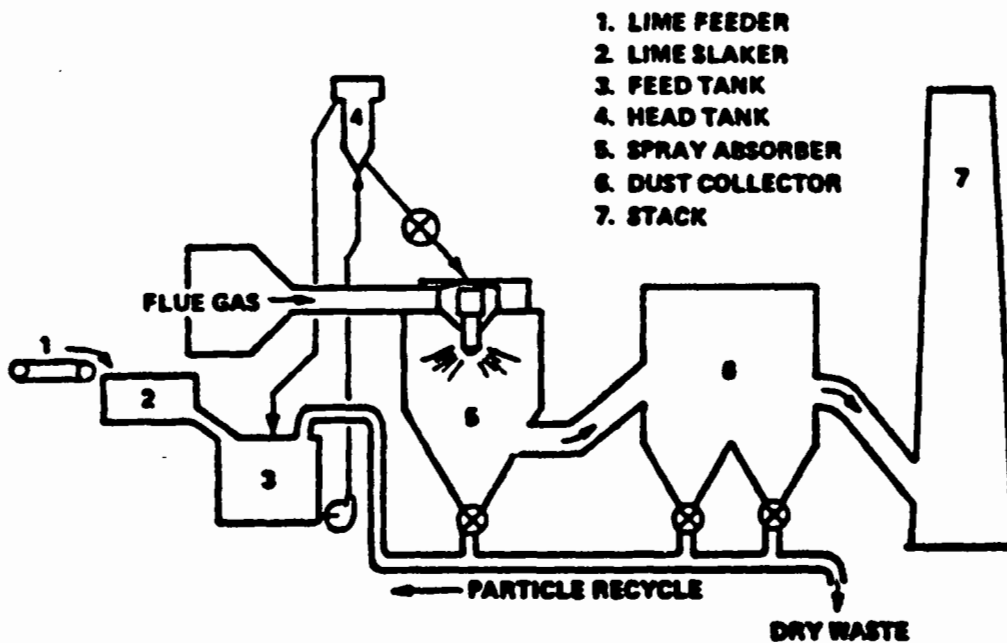 1. LIME FEEDER
2. LIME SLAKER
3. FEED TANK
4. HEAD TANK
5. SPRAY ABSORBER
6. DUST COLLECTOR
7. STACK
4
7
FLUE GAS
1
2
3
5
6
PARTICLE RECYCLE
DRY WASTE